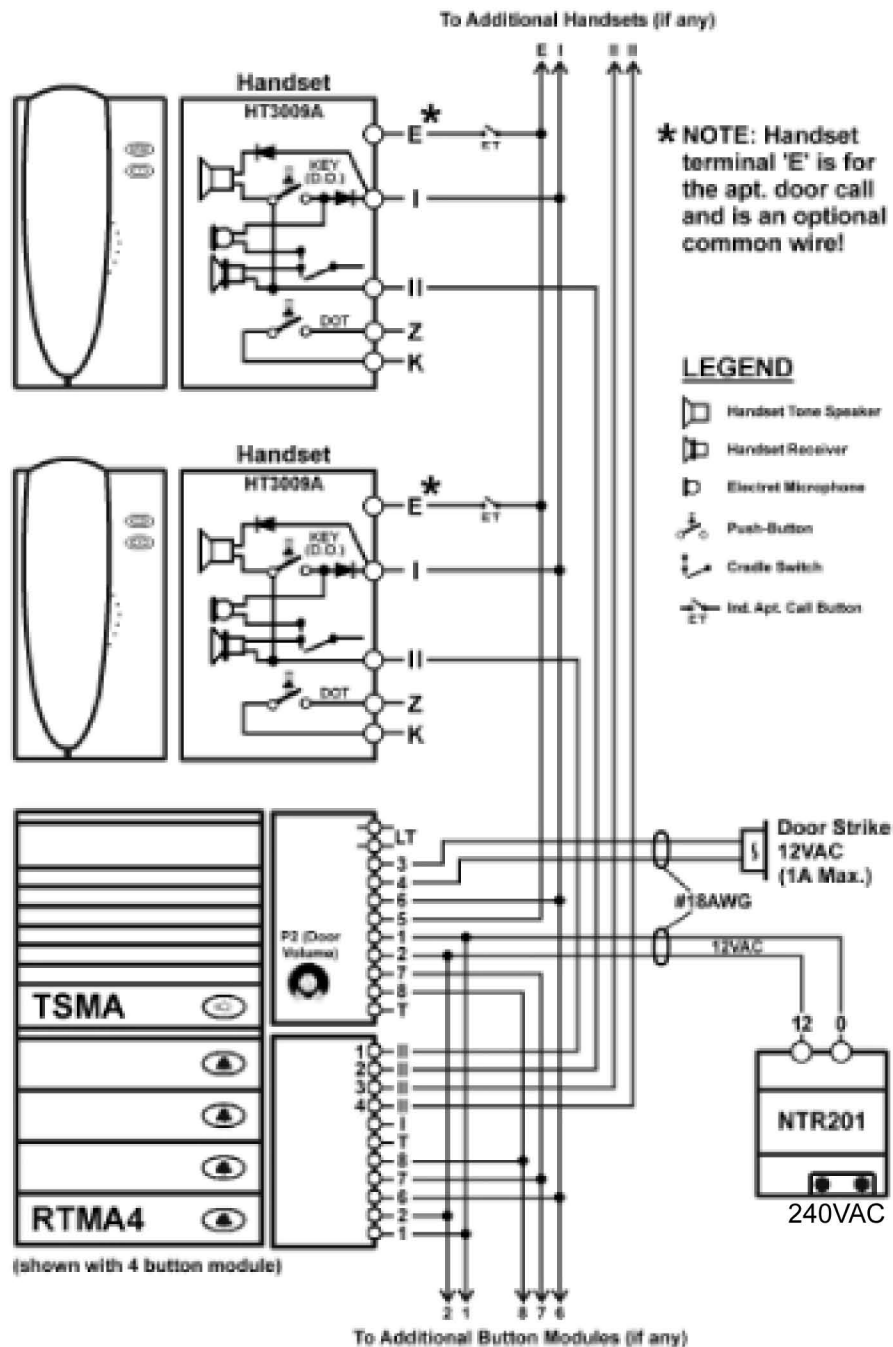 To Additional Handsets (if any)
E I II II
Handset
HT3009A
E*
ET
KEY
(D.O.)
I
II
DOT
Z
K
* NOTE: Handset
terminal 'E' is for
the apt. door call
and is an optional
common wire!
LEGEND
Handset Tone Speaker
Handset Receiver
Electret Microphone
Push-Button
Cradle Switch
ET
Ind. Apt. Call Button
Handset
HT3009A
E*
ET
KEY
(D.O.)
I
II
DOT
Z
K
LT
3
4
6
5
1
2
7
8
T
P2 (Door
Volume)
TSMA
Door Strike
12VAC
(1A Max.)
#18AWG
12VAC
12 0
NTR201
240VAC
1 II
2 II
3 II
4 II
I
T
8
7
6
2
1
RTMA4
(shown with 4 button module)
2 1 8 7 6
To Additional Button Modules (if any)